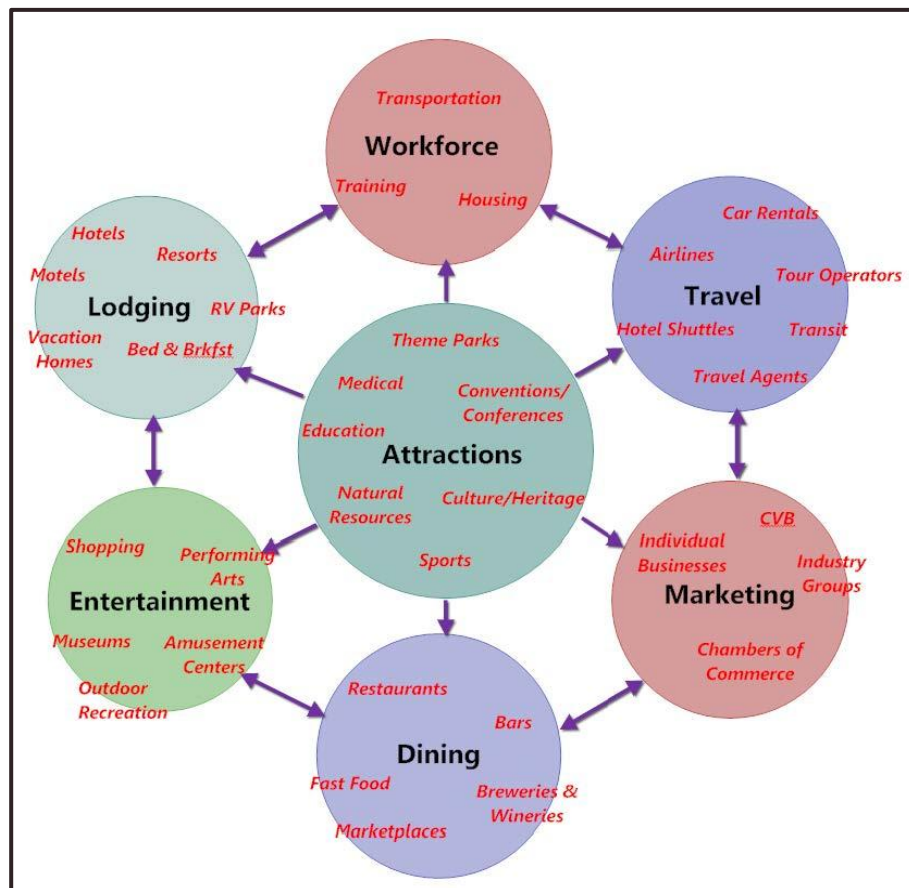 Transportation
Workforce
Training
Housing
Hotels
Resorts
Motels
Lodging
RV Parks
Vacation
Homes
Bed & Brkfst
Car Rentals
Airlines
Tour Operators
Travel
Hotel Shuttles
Transit
Travel Agents
Theme Parks
Medical
Conventions/
Conferences
Education
Attractions
Natural
Resources
Culture/Heritage
Sports
Shopping
Performing
Arts
Entertainment
Museums
Amusement
Centers
Outdoor
Recreation
CVB
Individual
Businesses
Industry
Groups
Marketing
Chambers of
Commerce
Restaurants
Bars
Dining
Fast Food
Breweries &
Wineries
Marketplaces